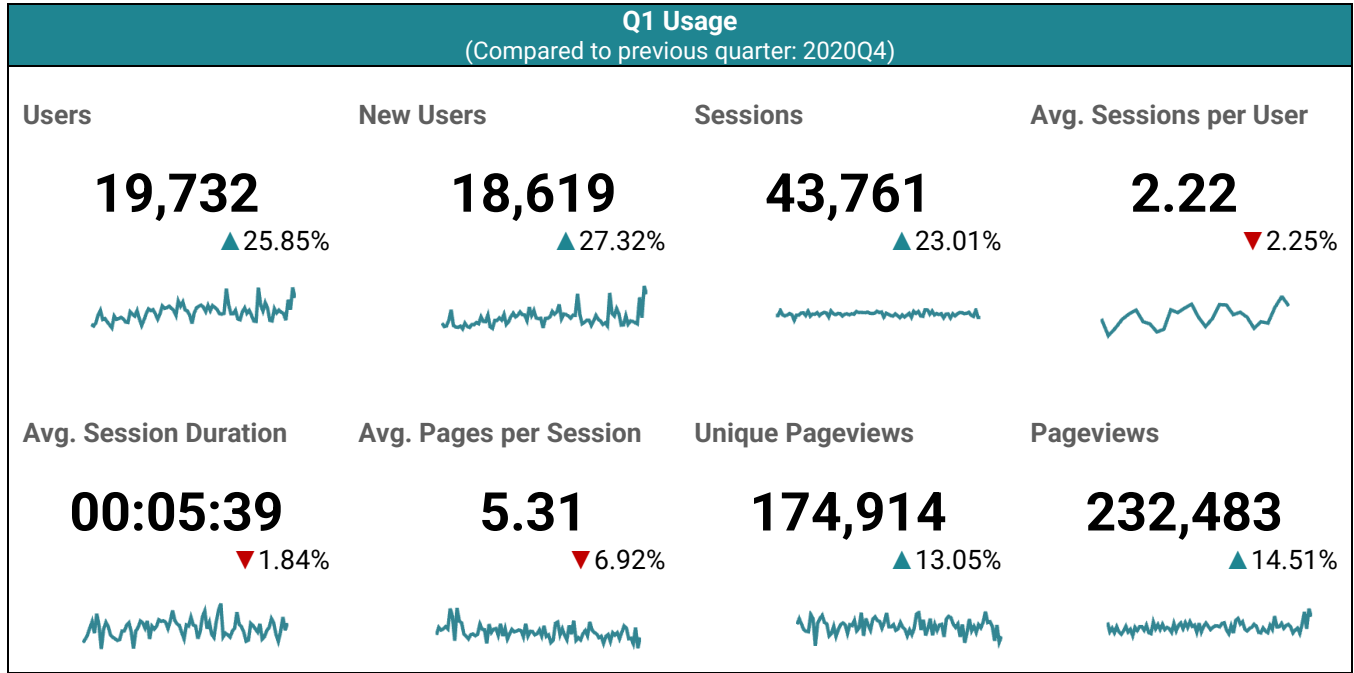 Q1 Usage
(Compared to previous quarter: 2020Q4)
Users
19,732
▲25.85%
New Users
18,619
▲27.32%
Sessions
43,761
▲23.01%
Avg. Sessions per User
2.22
▼2.25%
Avg. Session Duration
00:05:39
▼1.84%
Avg. Pages per Session
5.31
▼6.92%
Unique Pageviews
174,914
▲13.05%
Pageviews
232,483
▲14.51%